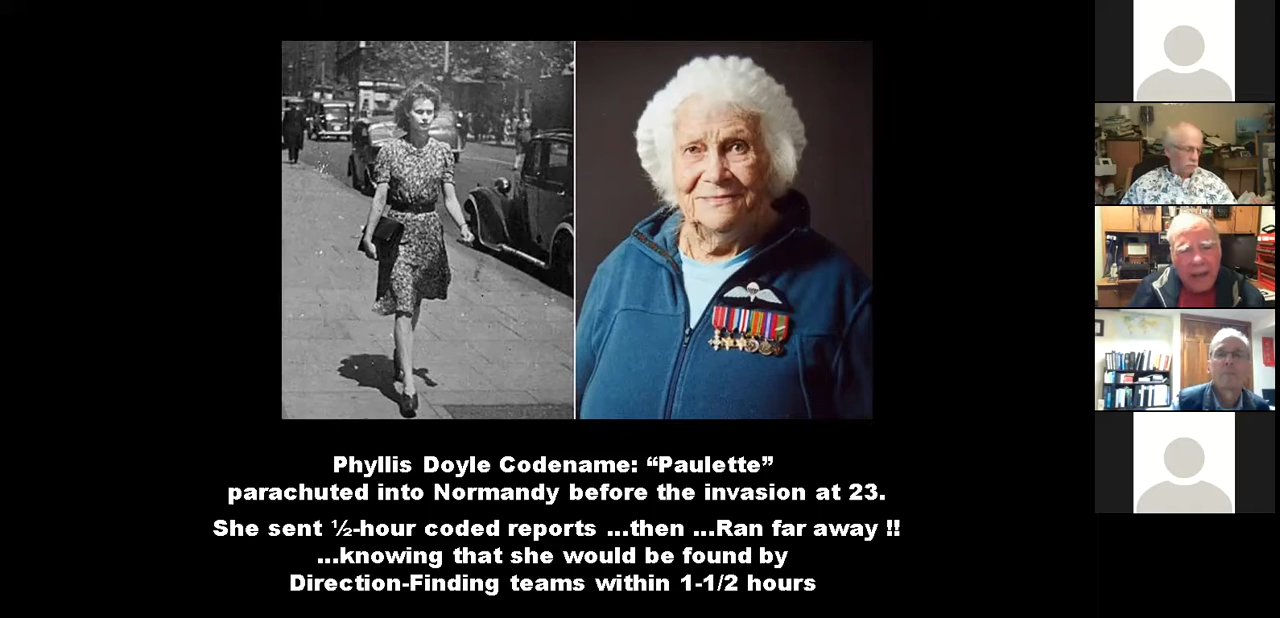 Phyllis Doyle Codename: “Paulette”
parachuted into Normandy before the invasion at 23.
She sent ½-hour coded reports ...then ...Ran far away !!
...knowing that she would be found by
Direction-Finding teams within 1-1/2 hours